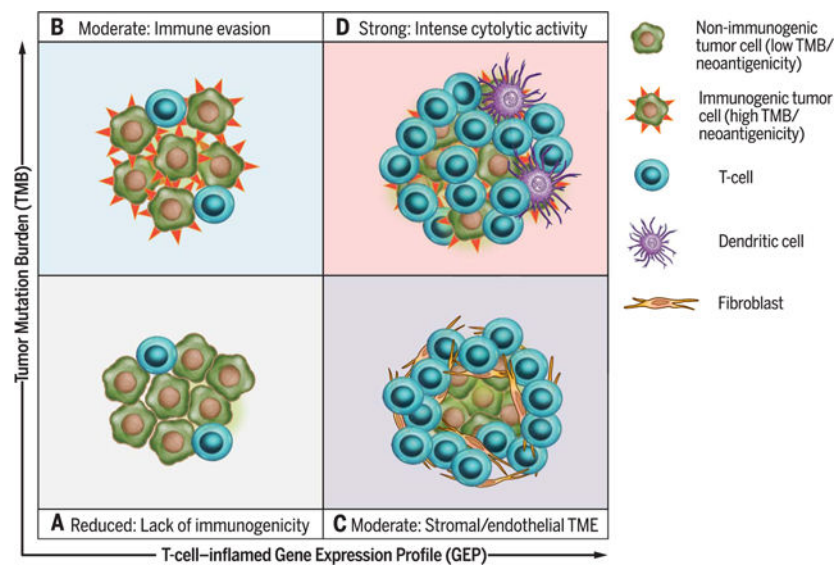 B Moderate: Immune evasion
D Strong: Intense cytolytic activity
Non-immunogenic
tumor cell (low TMB/
neoantigenicity)
Immunogenic tumor
cell (high TMB/
neoantigenicity)
T-cell
Dendritic cell
Fibroblast
Tumor Mutation Burden (TMB)
A Reduced: Lack of immunogenicity
C Moderate: Stromal/endothelial TME
T-cell–inflamed Gene Expression Profile (GEP)